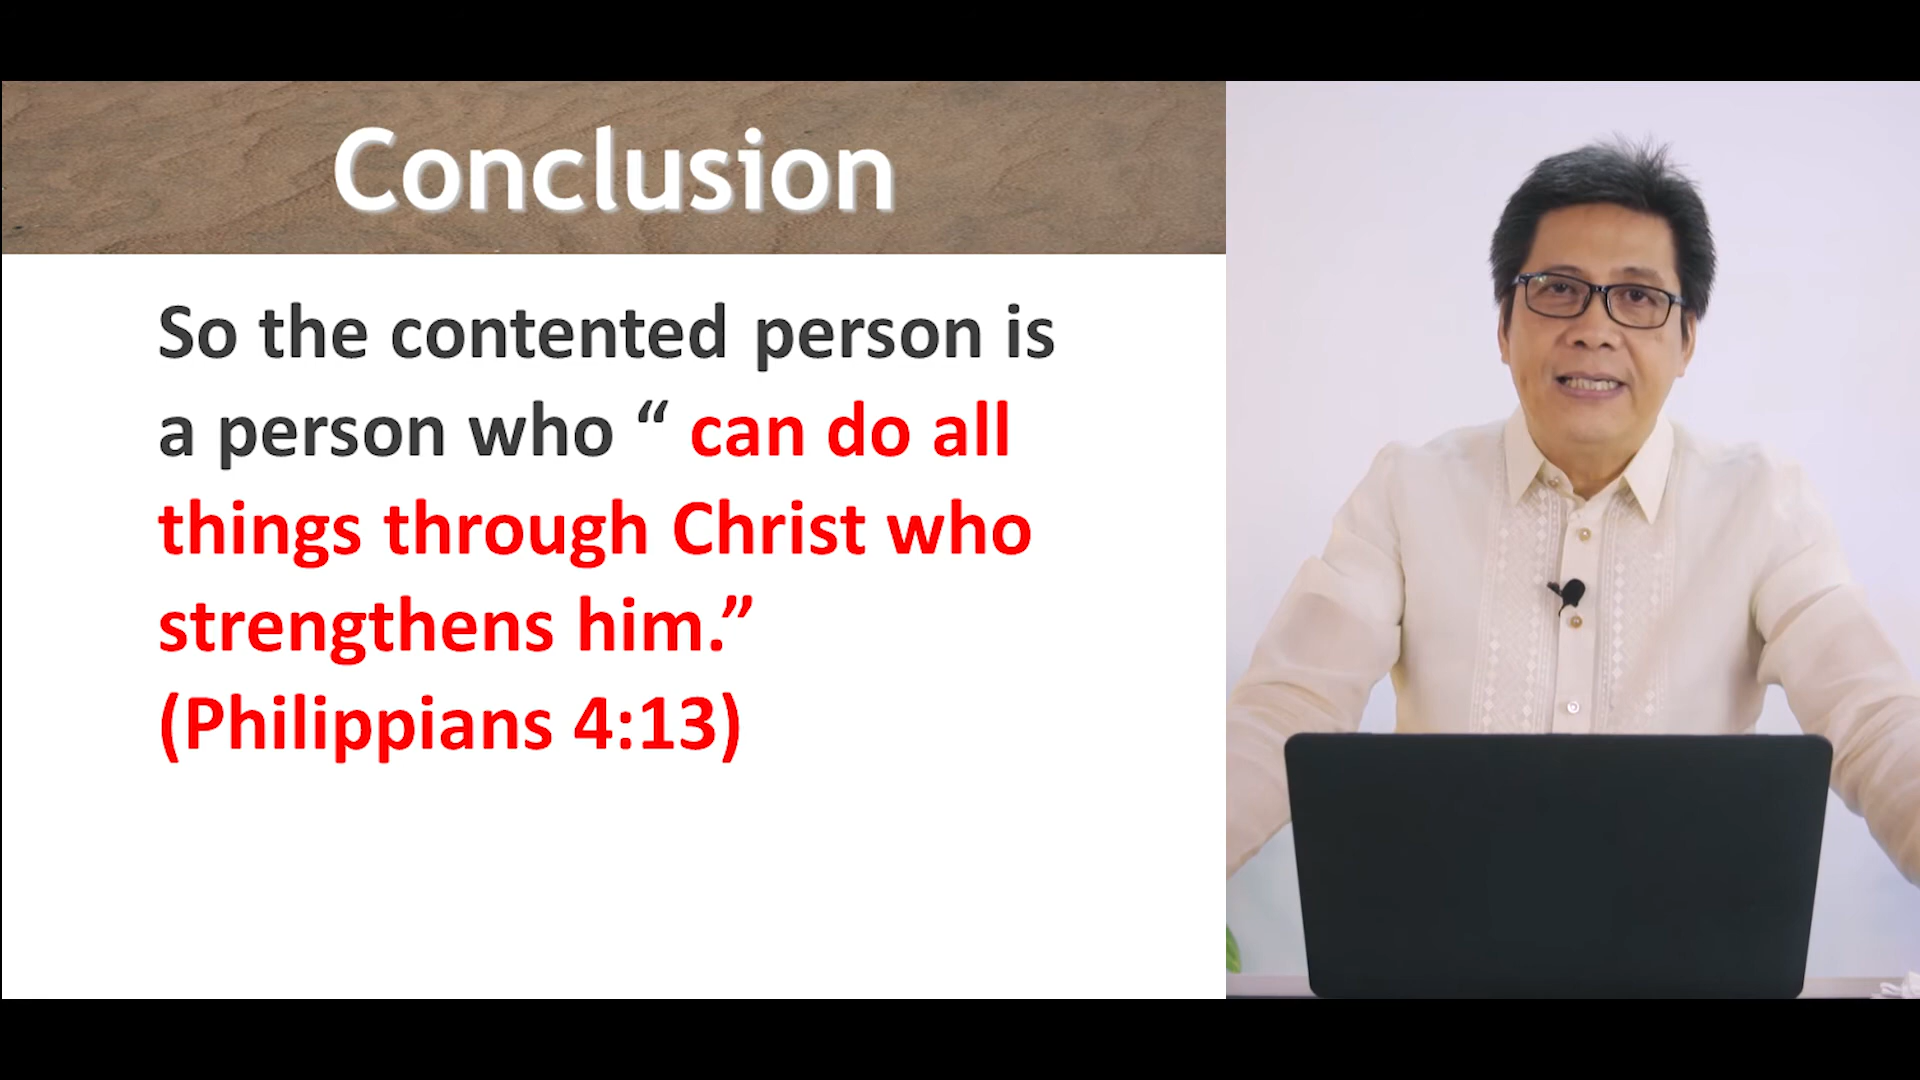 Conclusion
So the contented person is
a person who “ can do all
things through Christ who
strengthens him.”
(Philippians 4:13)